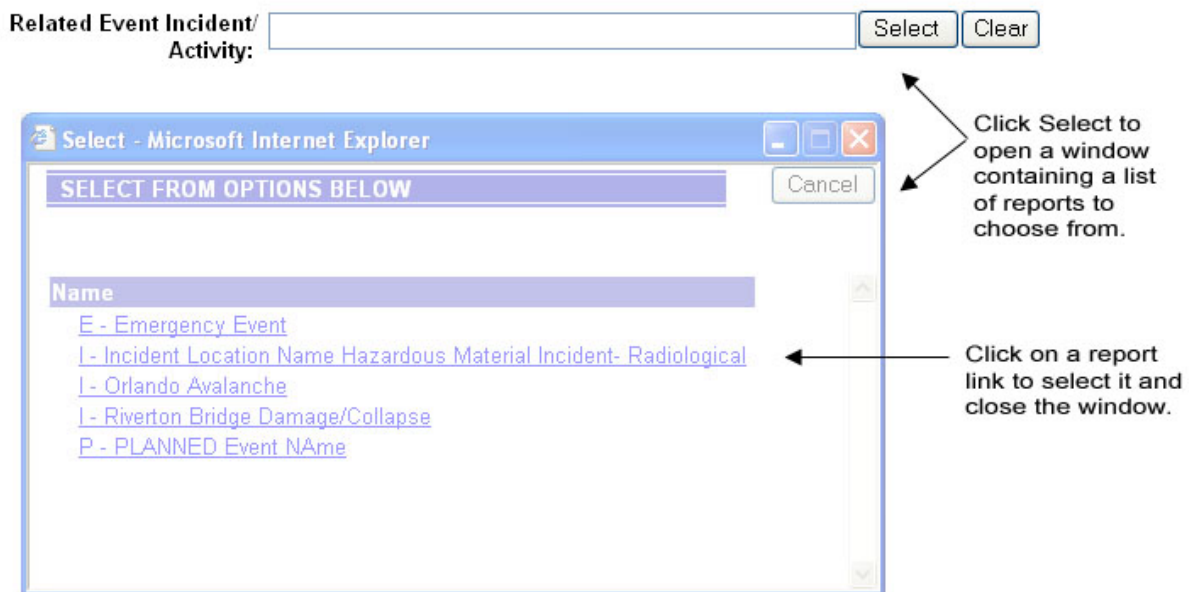 Related Event Incident/
Activity:
Select Clear
Select - Microsoft Internet Explorer
SELECT FROM OPTIONS BELOW
Cancel
Click Select to
open a window
containing a list
of reports to
choose from.
Name
E - Emergency Event
I - Incident Location Name Hazardous Material Incident- Radiological
I - Orlando Avalanche
I - Riverton Bridge Damage/Collapse
P - PLANNED Event NAme
Click on a report
link to select it and
close the window.